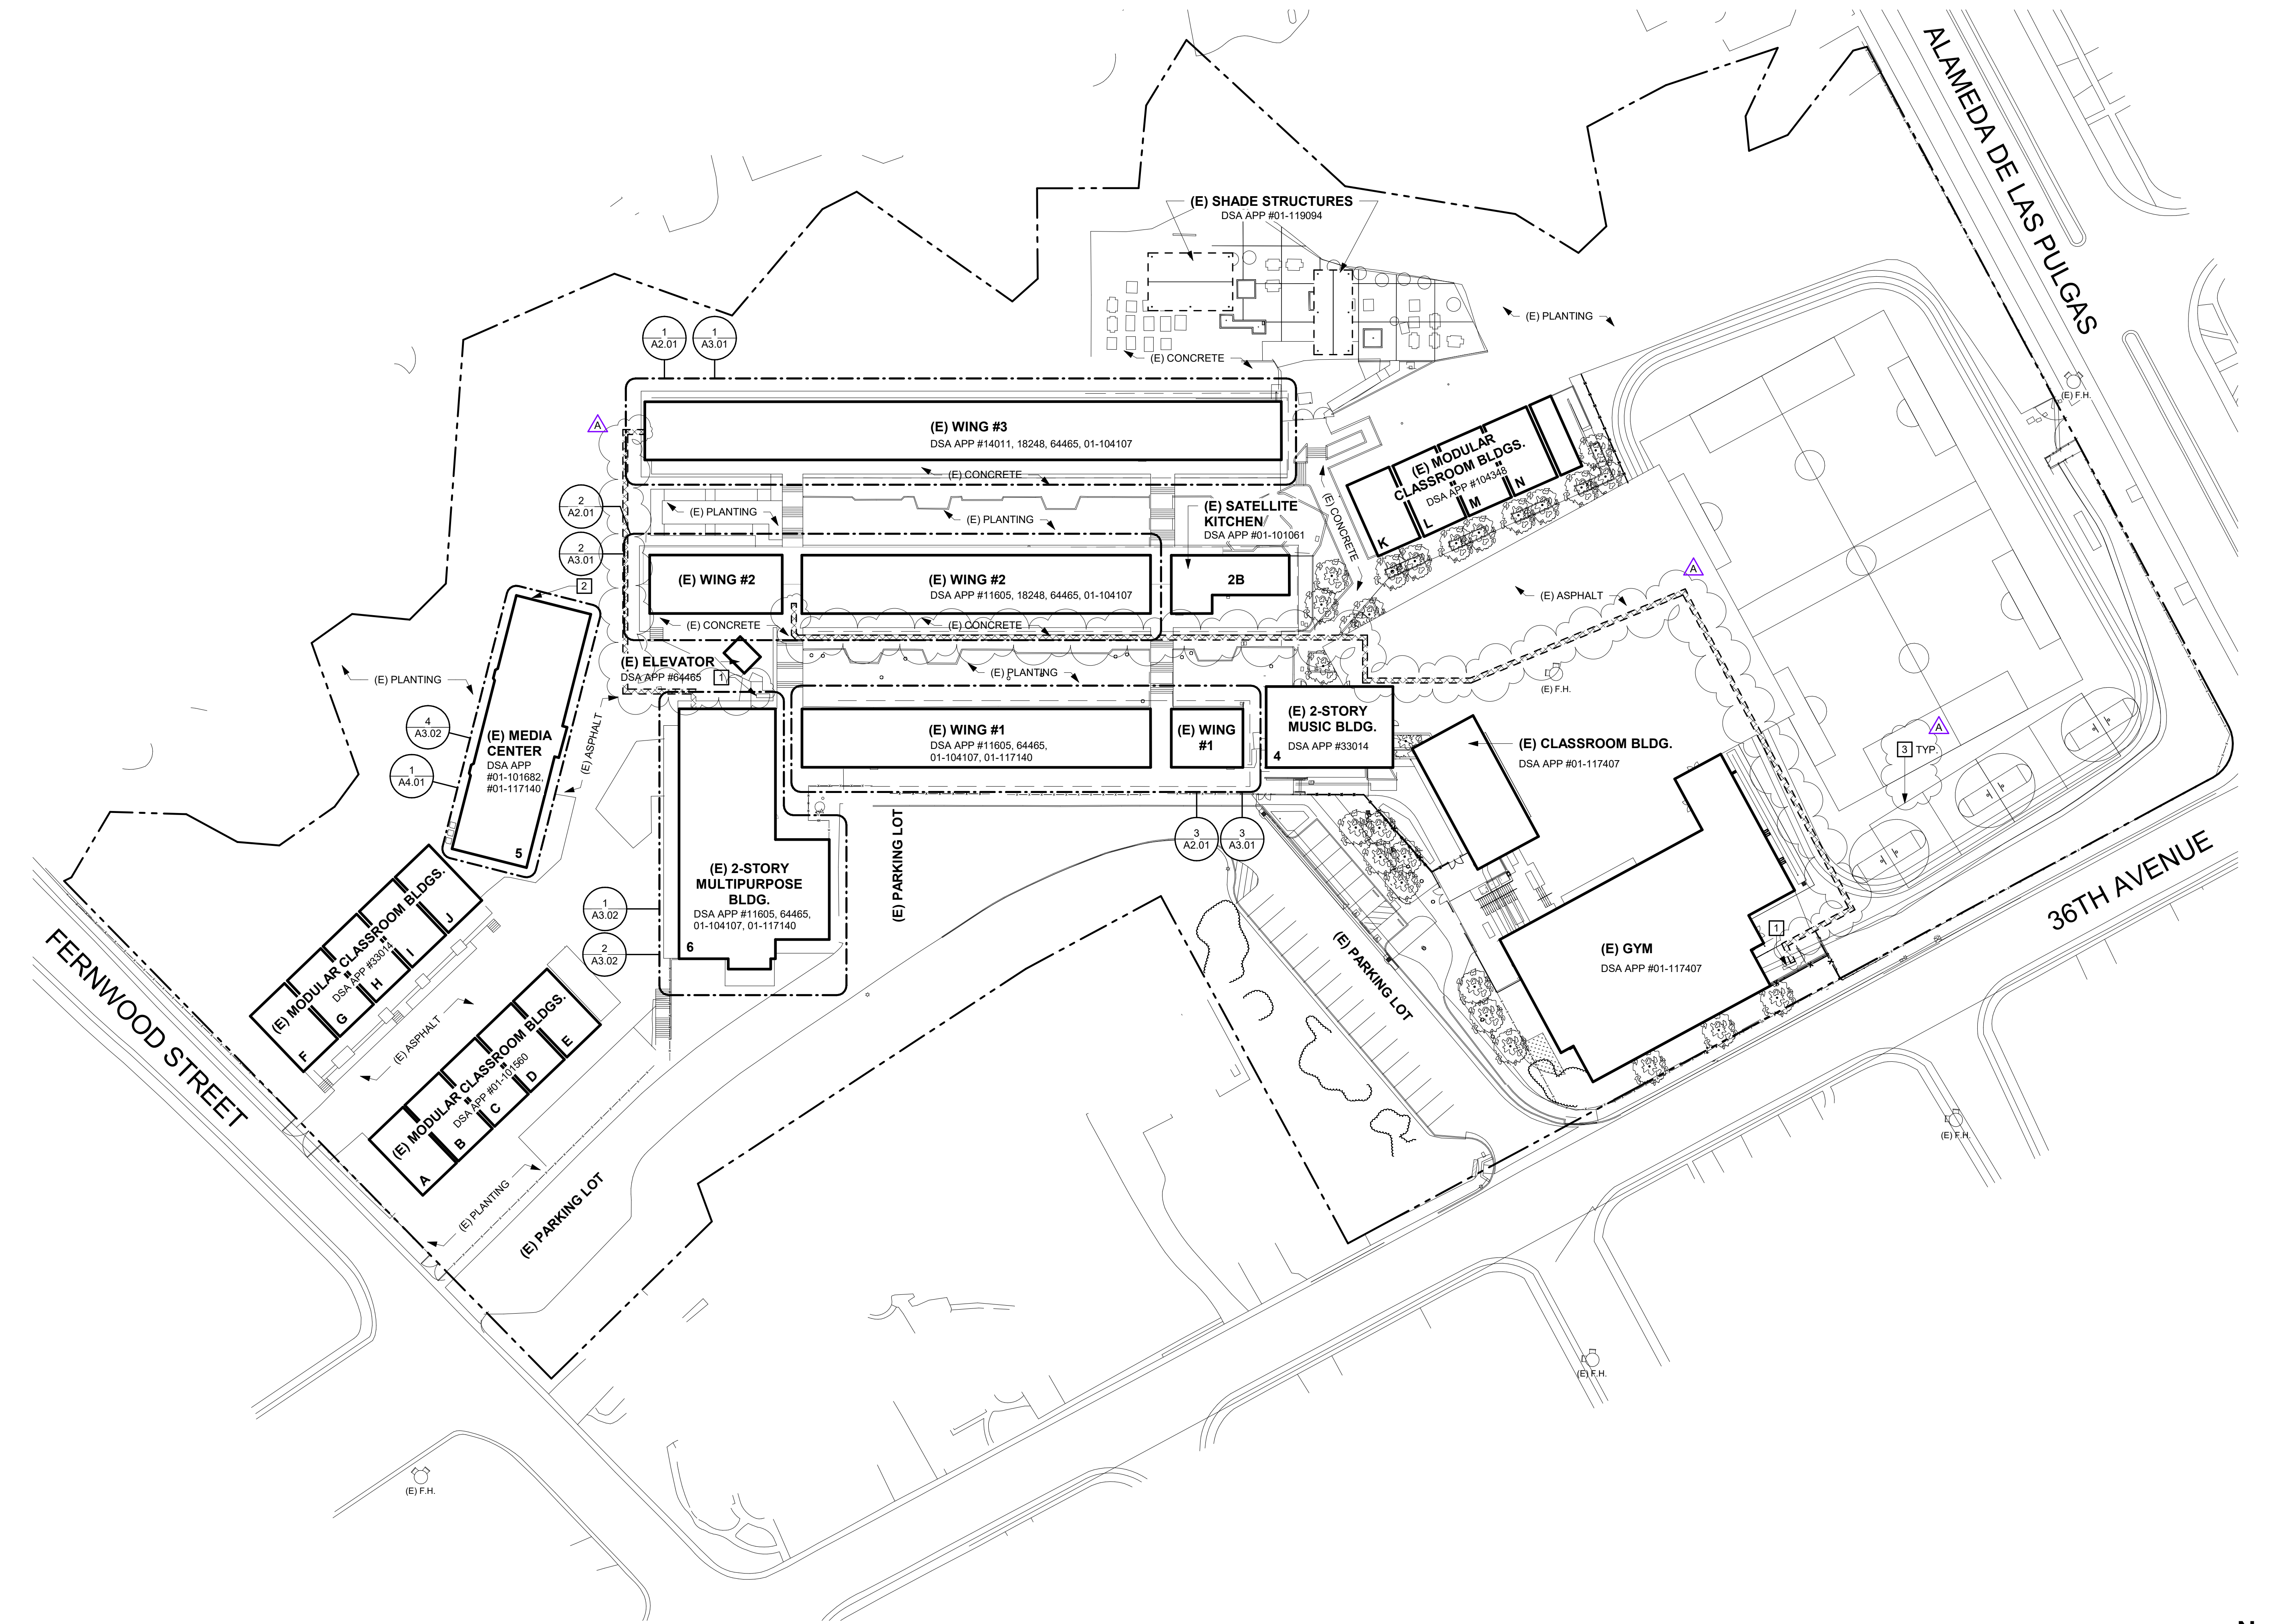 ALAMEDA DE LAS PULGAS
(E) SHADE STRUCTURES
DSA APP #01-119094
(E) PLANTING
(E) CONCRETE
1
A2.01
1
A3.01
(E) F.H.
A
(E) WING #3
DSA APP #14011, 18248, 64465, 01-104107
(E) CONCRETE
(E) MODULAR
CLASSROOM BLDGS.
DSA APP #104348
K
L
M
N
2
A2.01
(E) PLANTING
(E) PLANTING
(E) SATELLITE
KITCHEN
DSA APP #01-101061
(E) CONCRETE
2
A3.01
2
(E) WING #2
(E) WING #2
DSA APP #11605, 18248, 64465, 01-104107
2B
A
(E) ASPHALT
(E) CONCRETE
(E) CONCRETE
(E) ELEVATOR
DSA APP #64465
1
(E) PLANTING
(E) PLANTING
(E) F.H.
4
A3.02
1
A4.01
(E) MEDIA
CENTER
DSA APP
#01-101682,
#01-117140
5
(E) ASPHALT
(E) WING #1
DSA APP #11605, 64465,
01-104107, 01-117140
(E) WING
#1
(E) 2-STORY
MUSIC BLDG.
DSA APP #33014
4
(E) CLASSROOM BLDG.
DSA APP #01-117407
A
3 TYP.
3
A2.01
3
A3.01
(E) PARKING LOT
(E) 2-STORY
MULTIPURPOSE
BLDG.
DSA APP #11605, 64465,
01-104107, 01-117140
6
1
A3.02
2
A3.02
(E) MODULAR CLASSROOM BLDGS.
DSA APP #33014
F
G
H
I
J
(E) ASPHALT
(E) PARKING LOT
(E) GYM
DSA APP #01-117407
1
36TH AVENUE
FERNWOOD STREET
(E) MODULAR CLASSROOM BLDGS.
DSA APP #01-101560
A
B
C
D
E
(E) PLANTING
(E) PARKING LOT
(E) F.H.
(E) F.H.
(E) F.H.